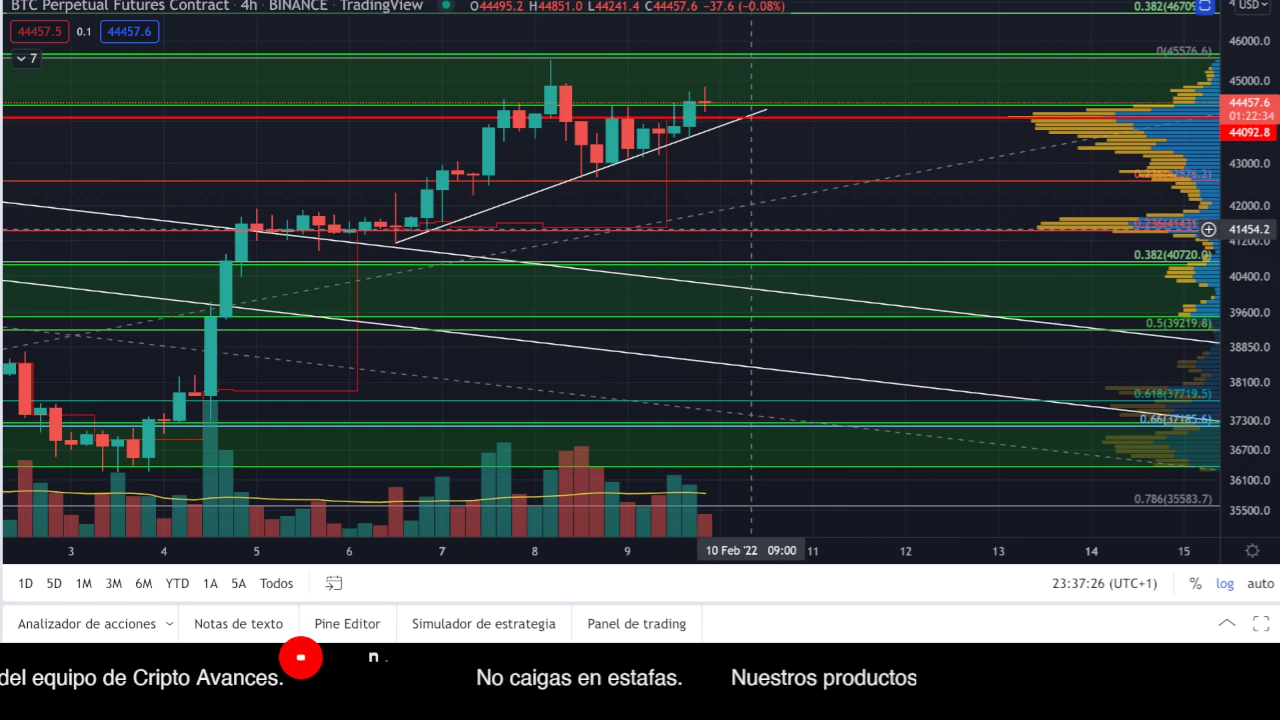 BTC Perpetual Futures Contract · 4h · BINANCE · TradingView
O44495.2 H44851.0 L44241.4 C44457.6 −37.6 (−0.08%)
0.382(46709
USD
44457.5 0.1 44457.6
7
46000.0
0(45576.6)
45000.0
44457.6
01:22:34
44092.8
43000.0
42000.0
41454.2
41200.0
0.382(40720.0)
40400.0
39600.0
0.5(39219.8)
38850.0
38100.0
0.618(37719.5)
0.66(37185.6)
37300.0
36700.0
36100.0
0.786(35583.7)
35500.0
3 4 5 6 7 8 9 10 Feb '22 09:00 11 12 13 14 15
1D 5D 1M 3M 6M YTD 1A 5A Todos
23:37:26 (UTC+1) % log auto
Analizador de acciones Notas de texto Pine Editor Simulador de estrategia Panel de trading
del equipo de Cripto Avances. No caigas en estafas. Nuestros productos